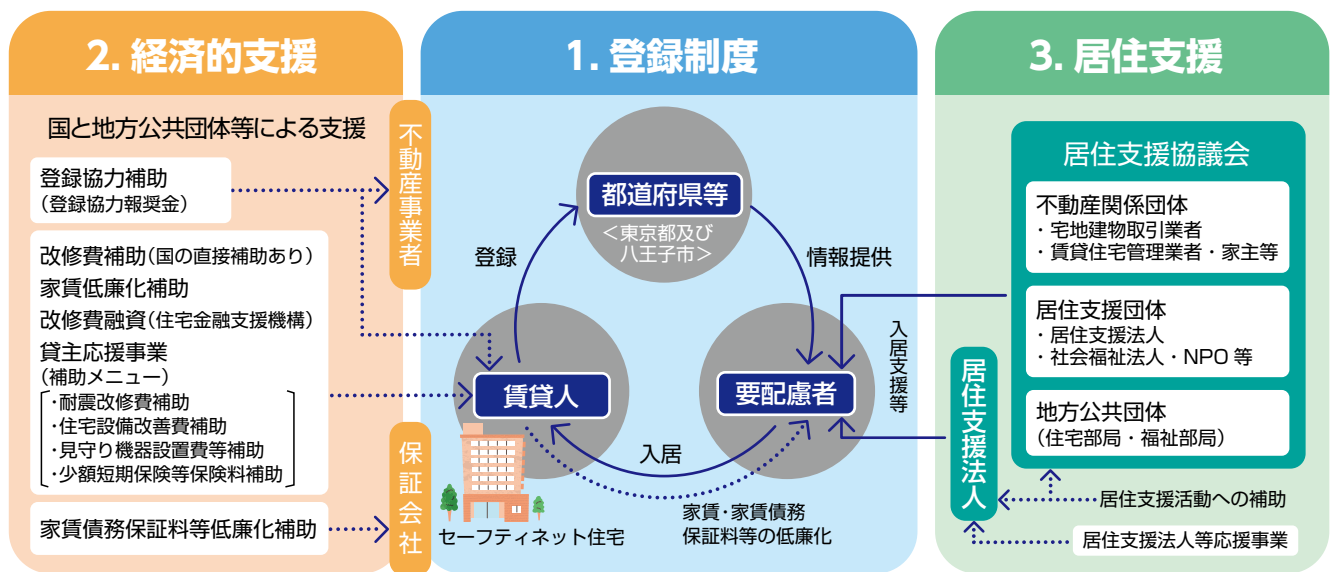 2. 経済的支援
国と地方公共団体等による支援
登録協力補助
（登録協力報奨金）
改修費補助（国の直接補助あり）
家賃低廉化補助
改修費融資（住宅金融支援機構）
貸主応援事業
（補助メニュー）
・耐震改修費補助
・住宅設備改善費補助
・見守り機器設置費等補助
・少額短期保険等保険料補助
家賃債務保証料等低廉化補助
不動産事業者
保証会社
1. 登録制度
都道府県等
＜東京都及び
八王子市＞
登録
情報提供
賃貸人
要配慮者
入居
セーフティネット住宅
家賃・家賃債務
保証料等の低廉化
入居支援等
3. 居住支援
居住支援協議会
不動産関係団体
・宅地建物取引業者
・賃貸住宅管理業者・家主等
居住支援団体
・居住支援法人
・社会福祉法人・NPO 等
地方公共団体
（住宅部局・福祉部局）
居住支援法人
居住支援活動への補助
居住支援法人等応援事業